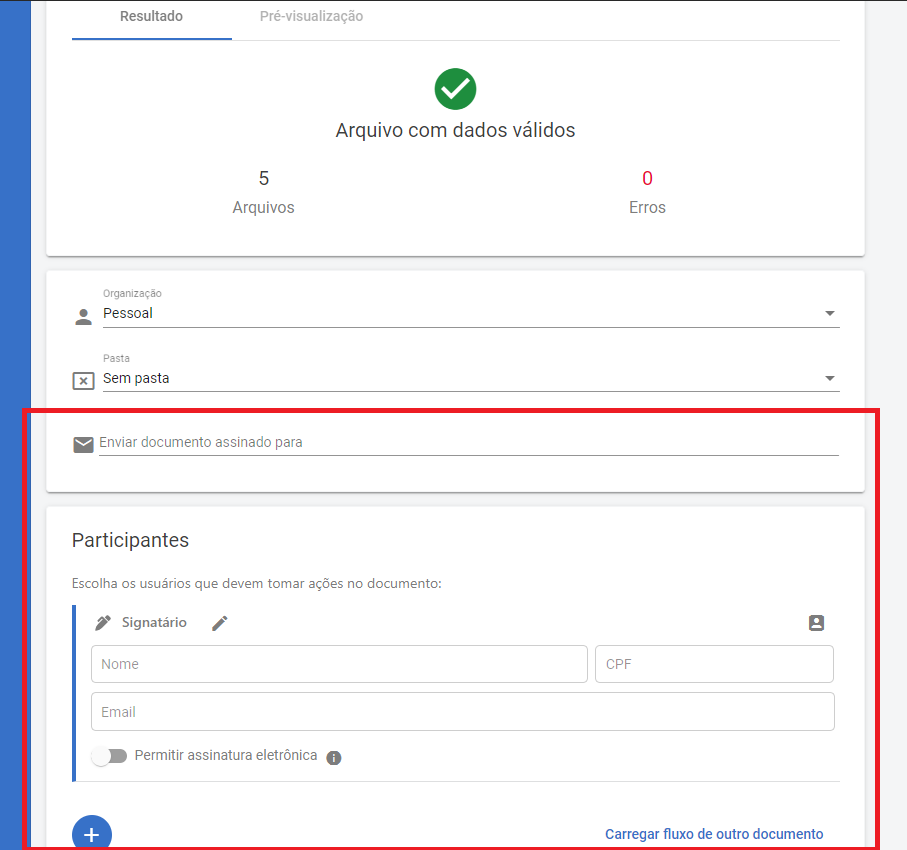 Resultado
Pré-visualização
Arquivo com dados válidos
5
0
Arquivos
Erros
Organização
Pessoal
Pasta
Sem pasta
Enviar documento assinado para
Participantes
Escolha os usuários que devem tomar ações no documento:
Signatário
Nome
CPF
Email
Permitir assinatura eletrônica
Carregar fluxo de outro documento